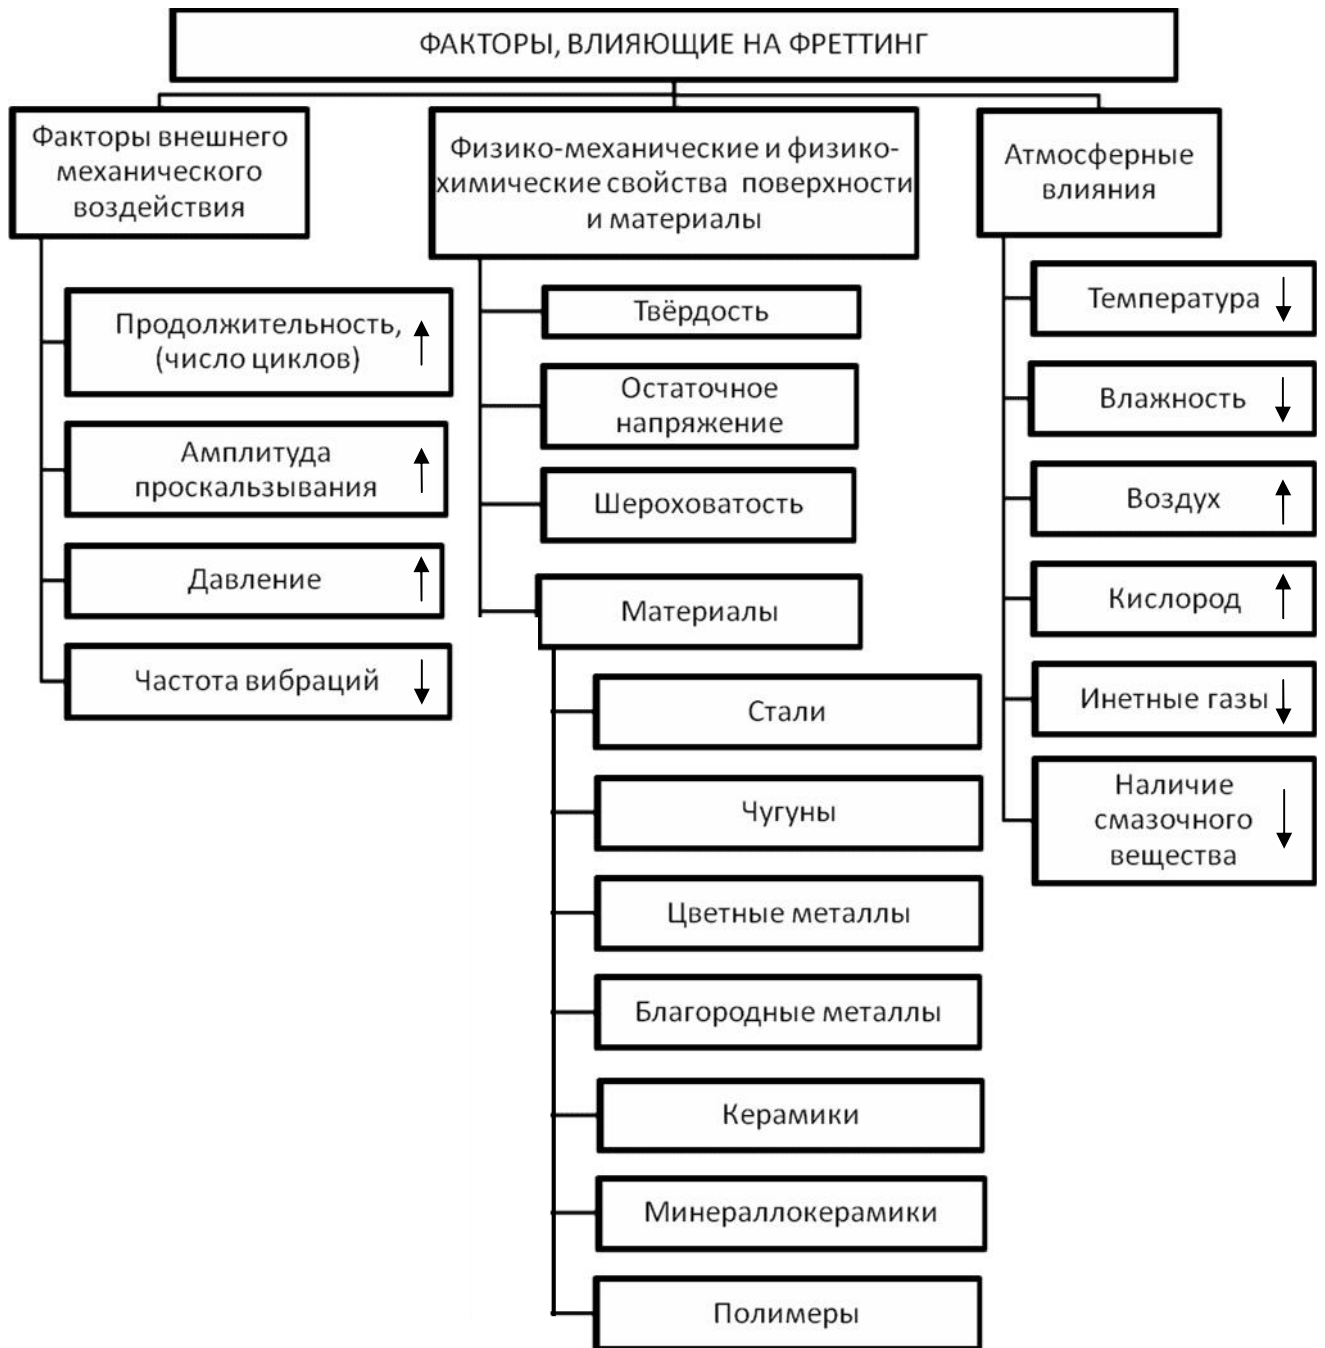 ФАКТОРЫ, ВЛИЯЮЩИЕ НА ФРЕТТИНГ
Факторы внешнего
механического
воздействия
Продолжительность,
(число циклов) ↑
Амплитуда
проскальзывания ↑
Давление ↑
Частота вибраций ↓
Физико-механические и физико-
химические свойства поверхности
и материалы
Твёрдость
Остаточное
напряжение
Шероховатость
Материалы
Стали
Чугуны
Цветные металлы
Благородные металлы
Керамики
Минераллокерамики
Полимеры
Атмосферные
влияния
Температура ↓
Влажность ↓
Воздух ↑
Кислород ↑
Инетные газы ↓
Наличие
смазочного ↓
вещества